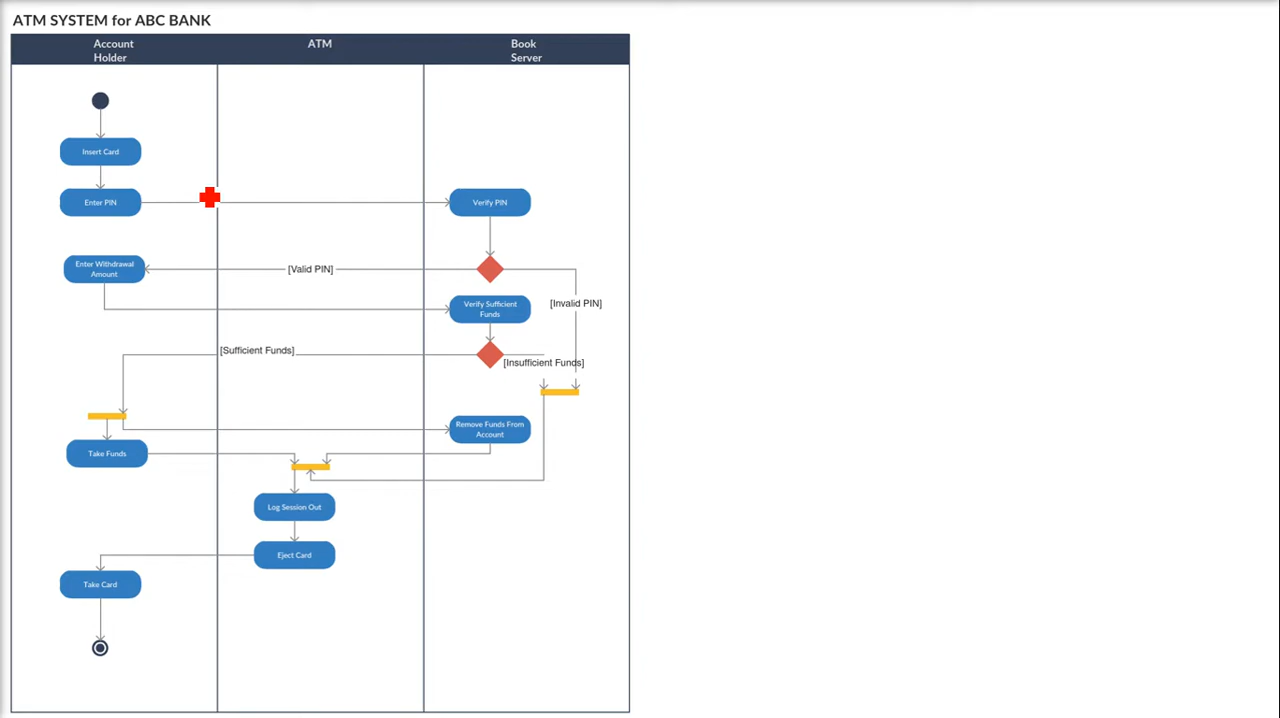 ATM SYSTEM for ABC BANK
Account
Holder
ATM
Book
Server
Insert Card
Enter PIN
Verify PIN
Enter Withdrawal
Amount
[Valid PIN]
[Invalid PIN]
Verify Sufficient
Funds
[Sufficient Funds]
[Insufficient Funds]
Remove Funds From
Account
Take Funds
Log Session Out
Eject Card
Take Card